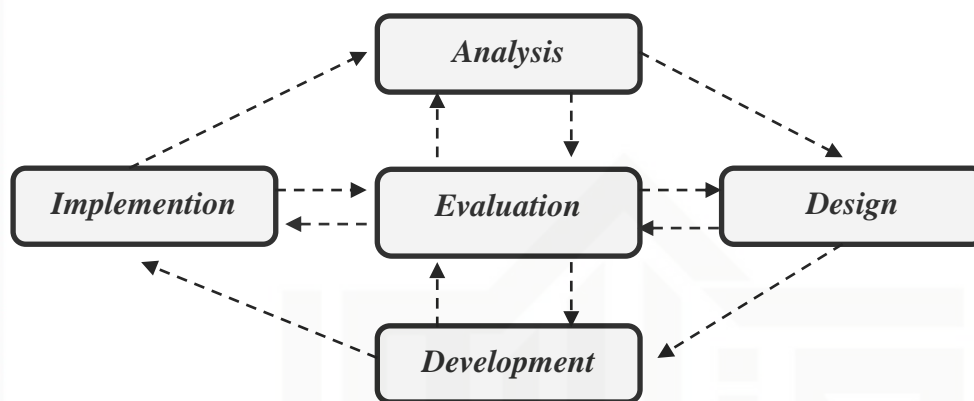 Analysis
Implemention
Evaluation
Design
Development